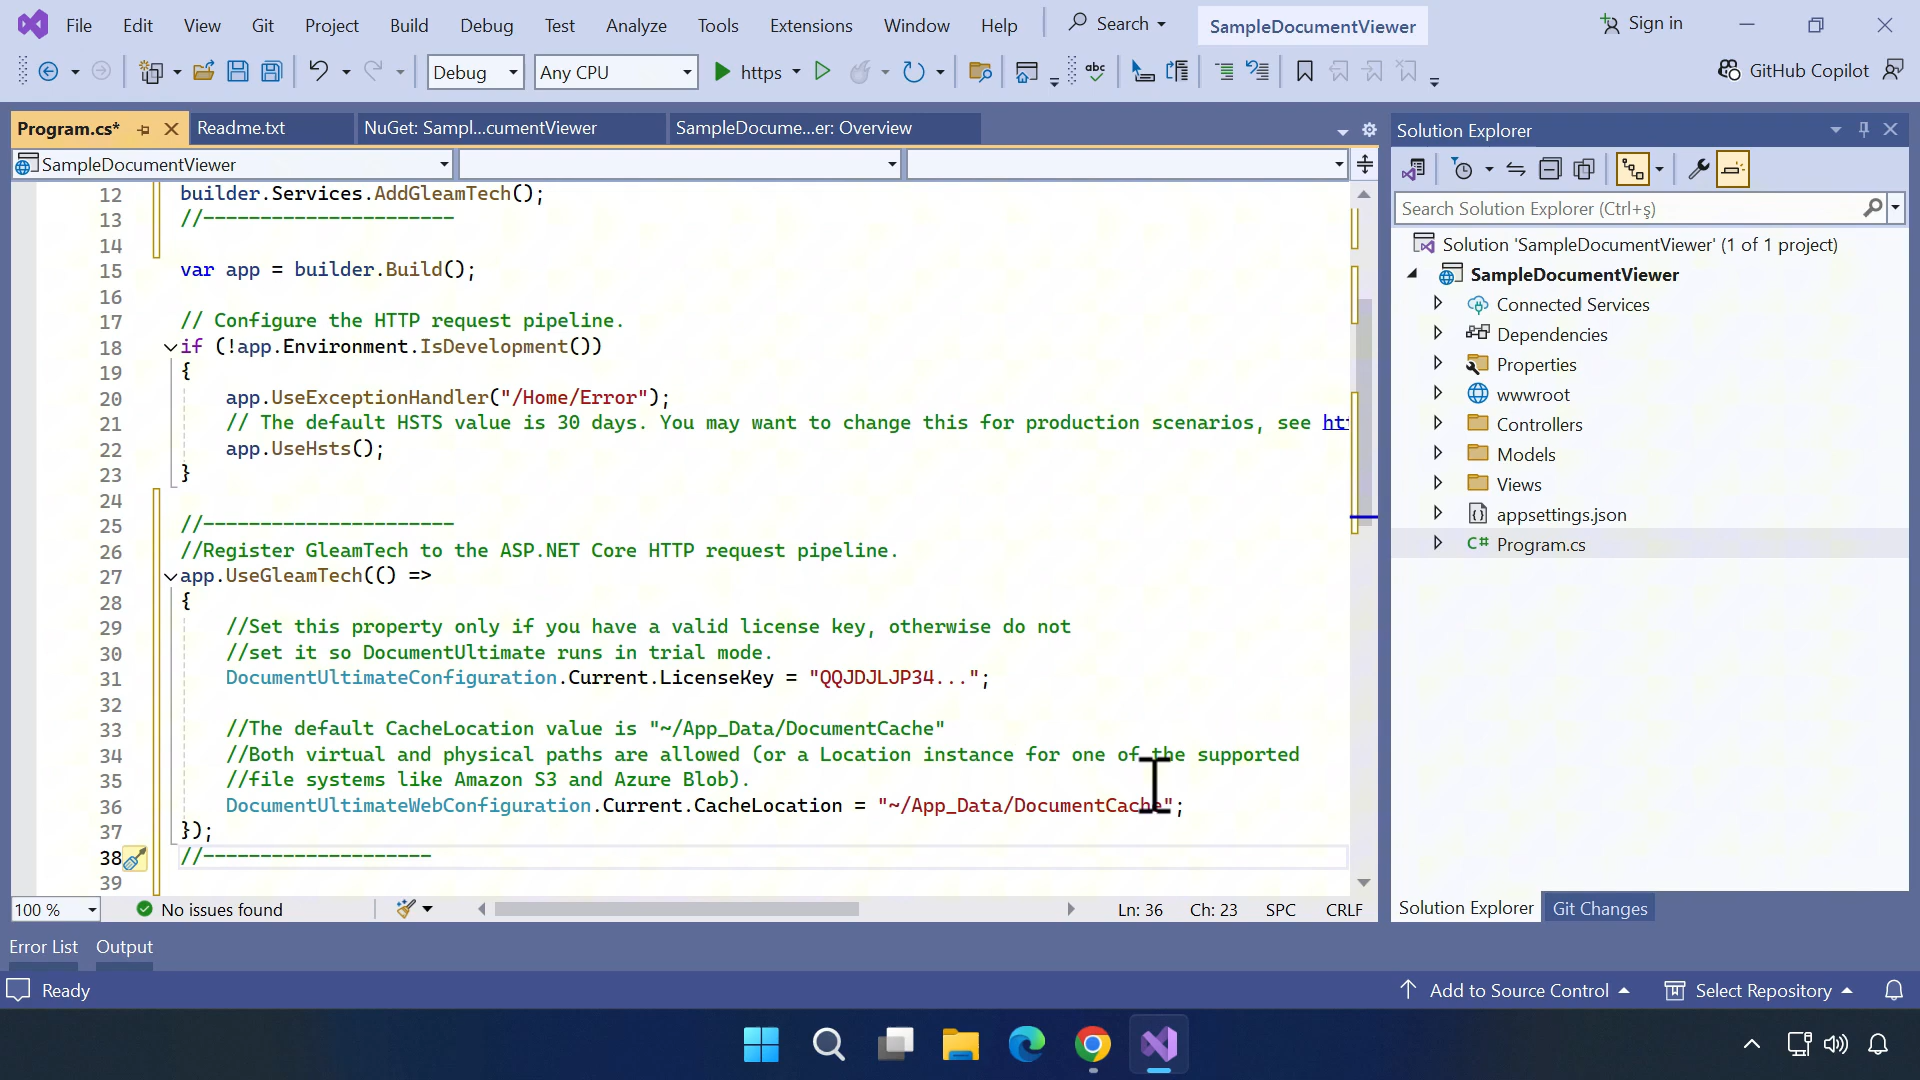 File Edit View Git Project Build Debug Test Analyze Tools Extensions Window Help Search SampleDocumentViewer Sign in
Debug Any CPU https abc GitHub Copilot
Program.cs* Readme.txt NuGet: Sampl...cumentViewer SampleDocume...er: Overview
SampleDocumentViewer
12 builder.Services.AddGleamTech();
13 //----------------------
14
15 var app = builder.Build();
16
17 // Configure the HTTP request pipeline.
18 if (!app.Environment.IsDevelopment())
19 {
20 app.UseExceptionHandler("/Home/Error");
21 // The default HSTS value is 30 days. You may want to change this for production scenarios, see htt
22 app.UseHsts();
23 }
24
25 //----------------------
26 //Register GleamTech to the ASP.NET Core HTTP request pipeline.
27 app.UseGleamTech(() =>
28 {
29 //Set this property only if you have a valid license key, otherwise do not
30 //set it so DocumentUltimate runs in trial mode.
31 DocumentUltimateConfiguration.Current.LicenseKey = "QQJDJLJP34...";
32
33 //The default CacheLocation value is "~/App_Data/DocumentCache"
34 //Both virtual and physical paths are allowed (or a Location instance for one of the supported
35 //file systems like Amazon S3 and Azure Blob).
36 DocumentUltimateWebConfiguration.Current.CacheLocation = "~/App_Data/DocumentCache";
37 });
38 //--------------------
39
100 % No issues found Ln: 36 Ch: 23 SPC CRLF
Solution Explorer
Search Solution Explorer (Ctrl+ş)
Solution 'SampleDocumentViewer' (1 of 1 project)
SampleDocumentViewer
Connected Services
Dependencies
Properties
wwwroot
Controllers
Models
Views
appsettings.json
C# Program.cs
Solution Explorer Git Changes
Error List Output
Ready Add to Source Control Select Repository